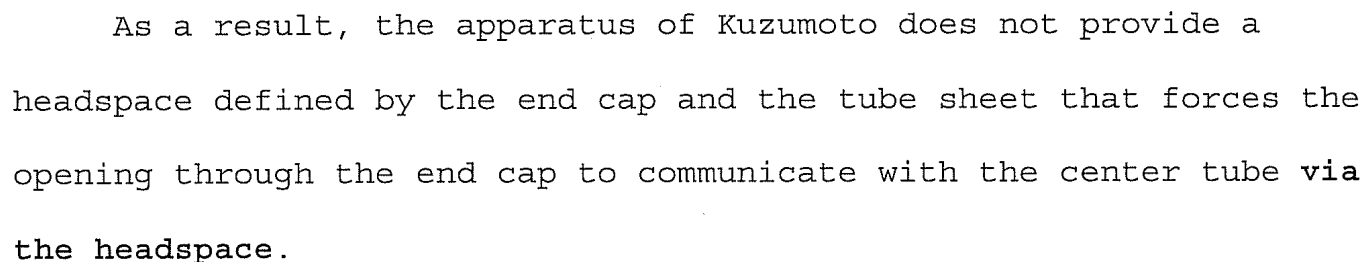 As a result, the apparatus of Kuzumoto does not provide a
headspace defined by the end cap and the tube sheet that forces the
opening through the end cap to communicate with the center tube via
the headspace.